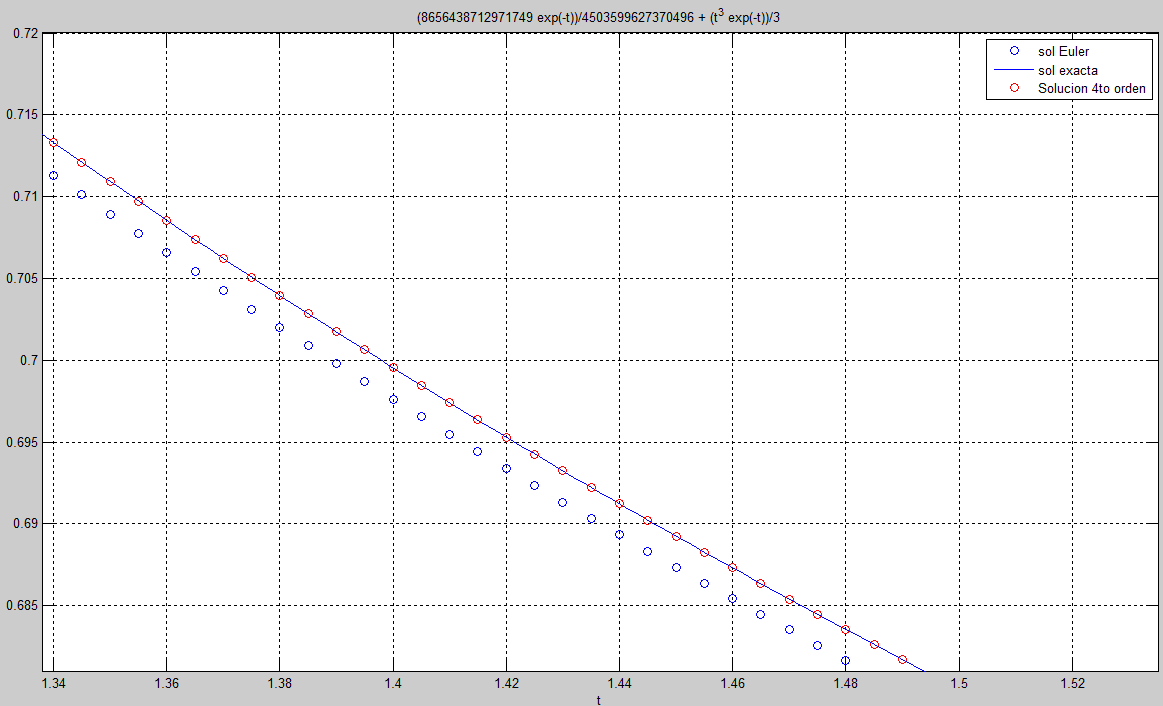 (8656438712971749 exp(-t))/4503599627370496 + (t^3 exp(-t))/3
0.72
sol Euler
sol exacta
Solucion 4to orden
0.715
0.71
0.705
0.7
0.695
0.69
0.685
1.34 1.36 1.38 1.4 1.42 1.44 1.46 1.48 1.5 1.52
t